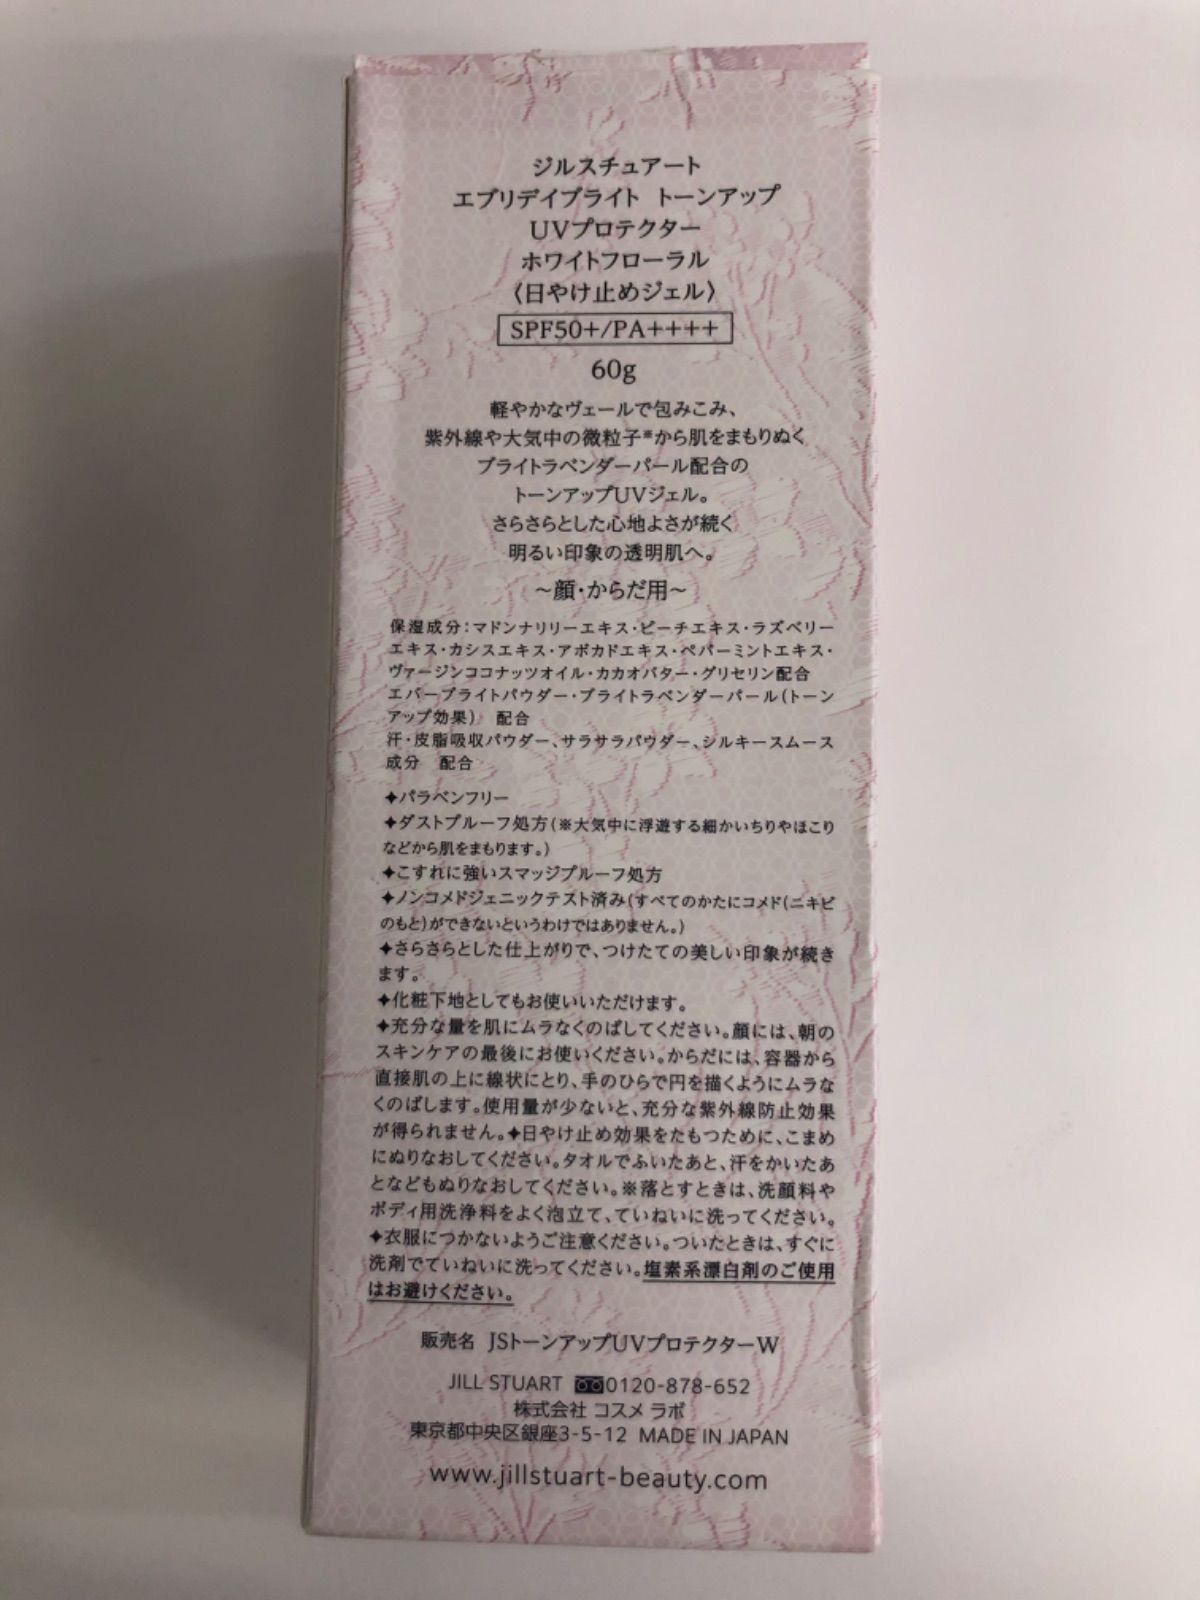 ジルスチュアート
エブリデイブライト トーンアップ
UVプロテクター
ホワイトフローラル
〈日やけ止めジェル〉
SPF50+/PA++++
60g
軽やかなヴェールで包みこみ、
紫外線や大気中の微粒子※から肌をまもりぬく
ブライトラベンダーパール配合の
トーンアップUVジェル。
さらさらとした心地よさが続く
明るい印象の透明肌へ。
～顔・からだ用～
保湿成分：マドンナリリーエキス・ピーチエキス・ラズベリー
エキス・カシスエキス・アボカドエキス・ペパーミントエキス・
ヴァージンココナッツオイル・カカオバター・グリセリン配合
エバーブライトパウダー・ブライトラベンダーパール（トーン
アップ効果） 配合
汗・皮脂吸収パウダー、サラサラパウダー、シルキースムース
成分 配合
✦パラベンフリー
✦ダストプルーフ処方（※大気中に浮遊する細かいちりやほこり
などから肌をまもります。）
✦こすれに強いスマッジプルーフ処方
✦ノンコメドジェニックテスト済み（すべてのかたにコメド（ニキビ
のもと）ができないというわけではありません。）
✦さらさらとした仕上がりで、つけたての美しい印象が続き
ます。
✦化粧下地としてもお使いいただけます。
✦充分な量を肌にムラなくのばしてください。顔には、朝の
スキンケアの最後にお使いください。からだには、容器から
直接肌の上に線状にとり、手のひらで円を描くようにムラな
くのばします。使用量が少ないと、充分な紫外線防止効果
が得られません。✦日やけ止め効果をたもつために、こまめ
にぬりなおしてください。タオルでふいたあと、汗をかいたあ
となどもぬりなおしてください。※落とすときは、洗顔料や
ボディ用洗浄料をよく泡立て、ていねいに洗ってください。
✦衣服につかないようご注意ください。ついたときは、すぐに
洗剤でていねいに洗ってください。塩素系漂白剤のご使用
はお避けください。
販売名 JSトーンアップUVプロテクターW
JILL STUART 0120-878-652
株式会社 コスメ ラボ
東京都中央区銀座3-5-12 MADE IN JAPAN
www.jillstuart-beauty.com